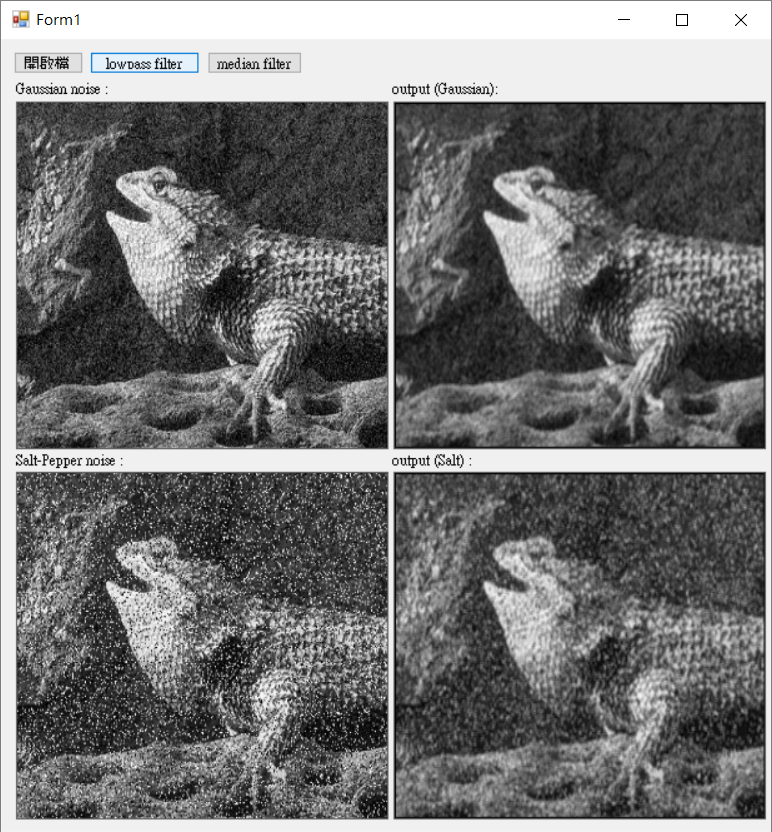 Form1
開啟檔 lowpass filter median filter
Gaussian noise : output (Gaussian):
Salt-Pepper noise : output (Salt) :